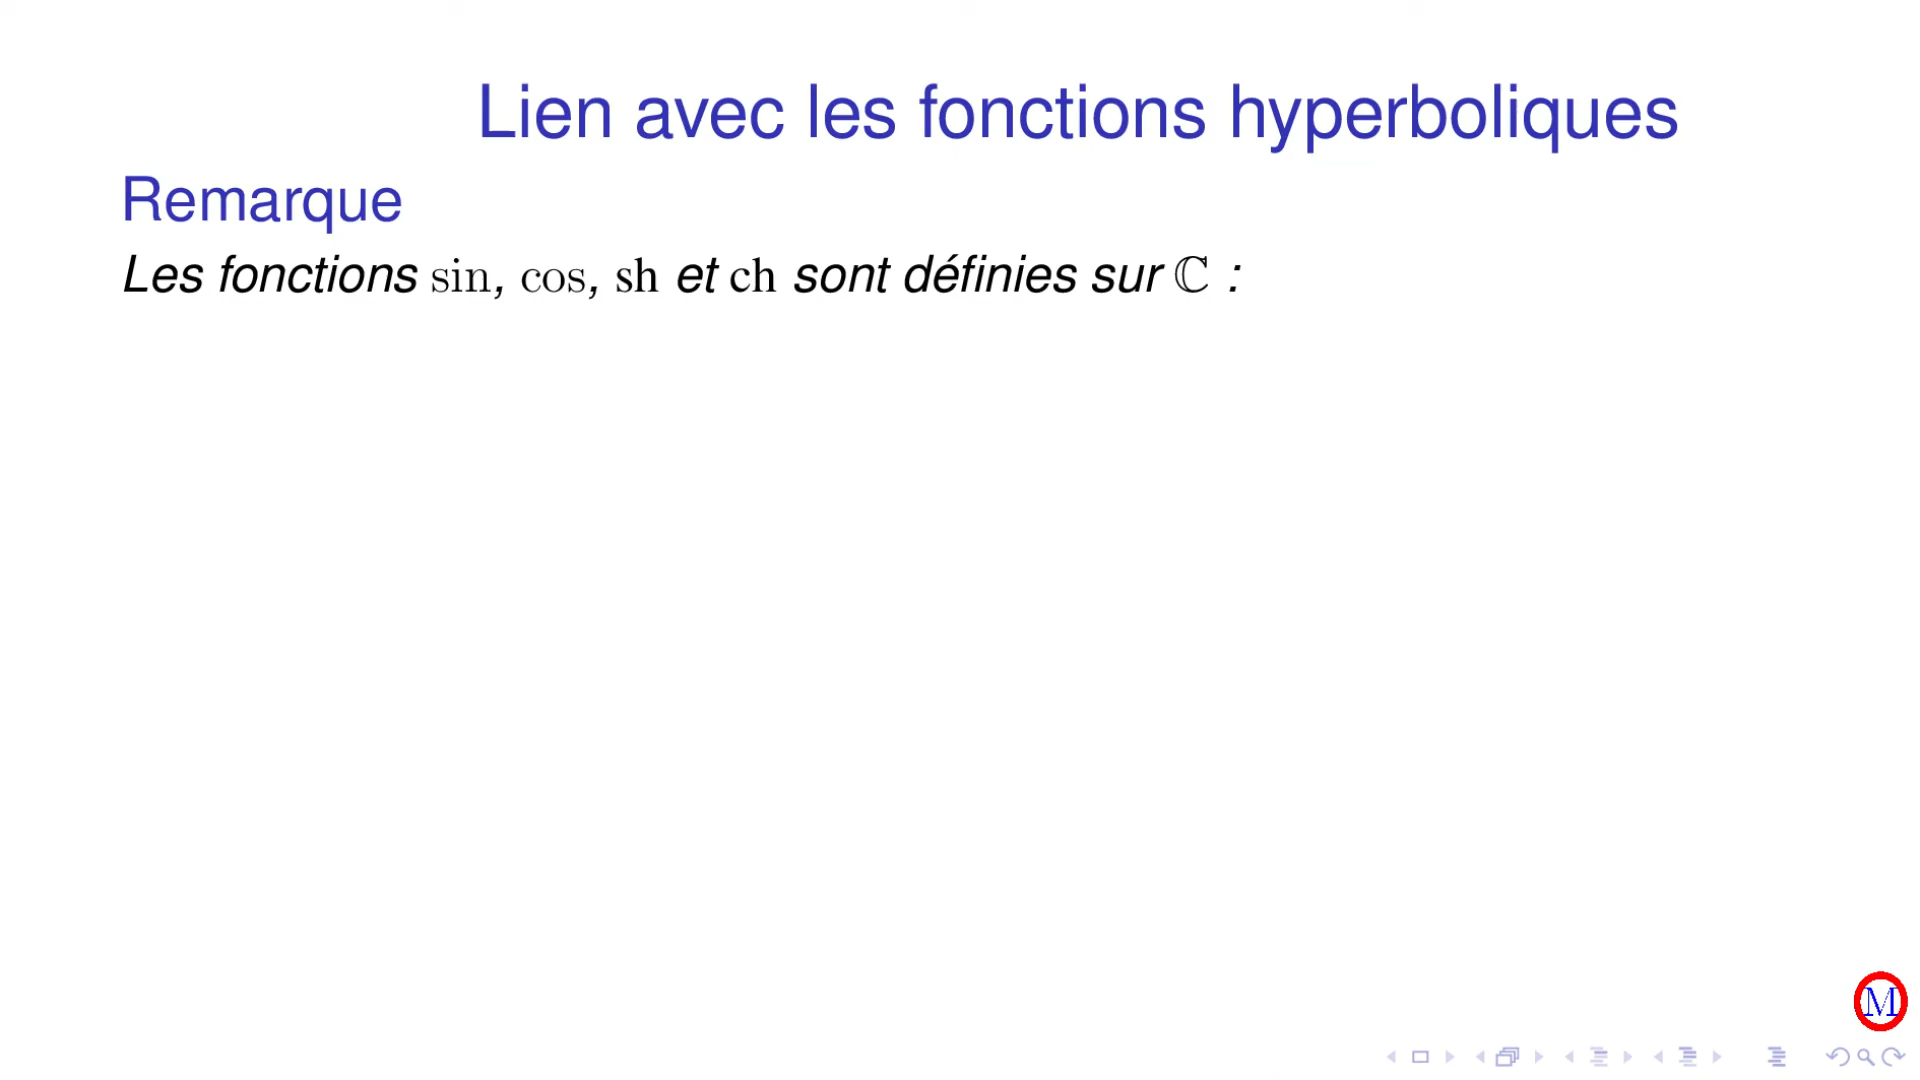 Lien avec les fonctions hyperboliques
Remarque
Les fonctions sin, cos, sh et ch sont définies sur ℂ :
M